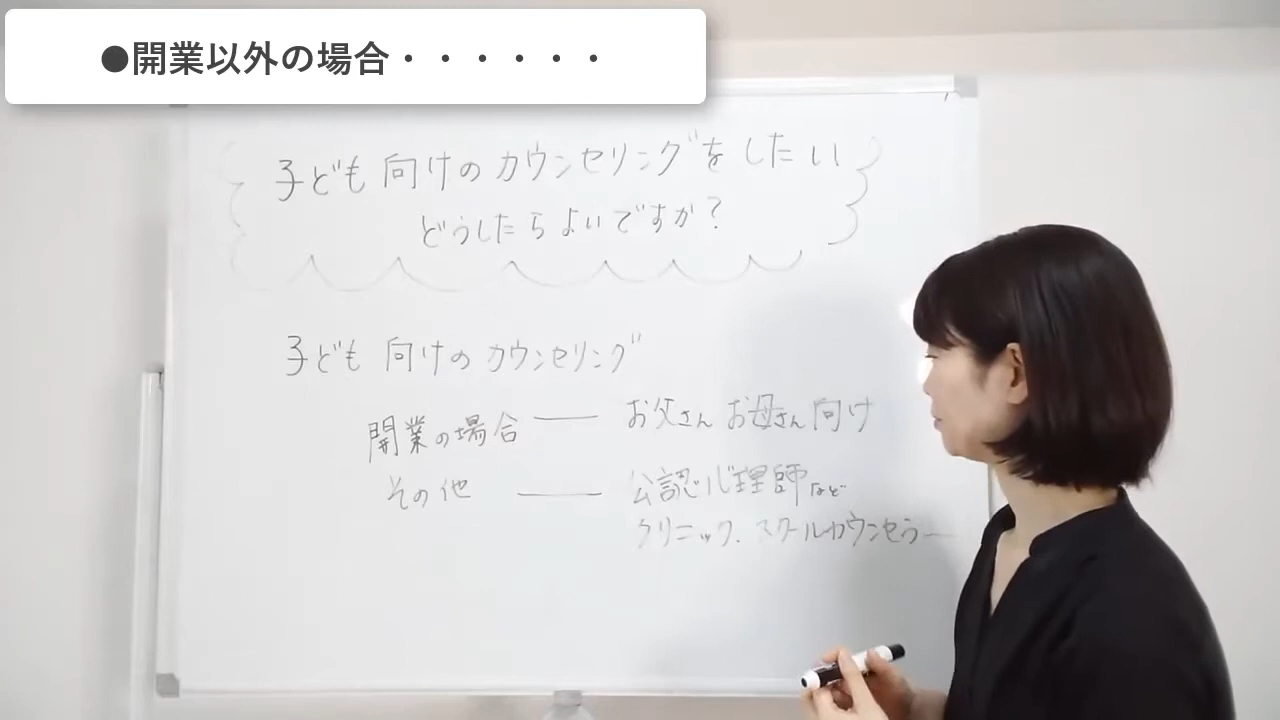 ●開業以外の場合・・・・・・
子ども向けのカウンセリングをしたい
どうしたらよいですか？
子ども向けのカウンセリング
開業の場合 ── お父さん お母さん向け
その他 ── 公認心理師など
クリニック、スクールカウンセラー